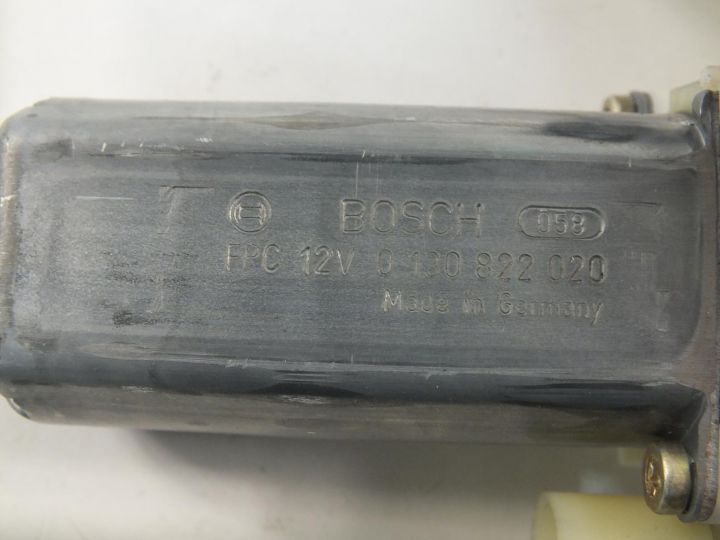 BOSCH 058
FPC 12V 0 130 822 020
Made in Germany